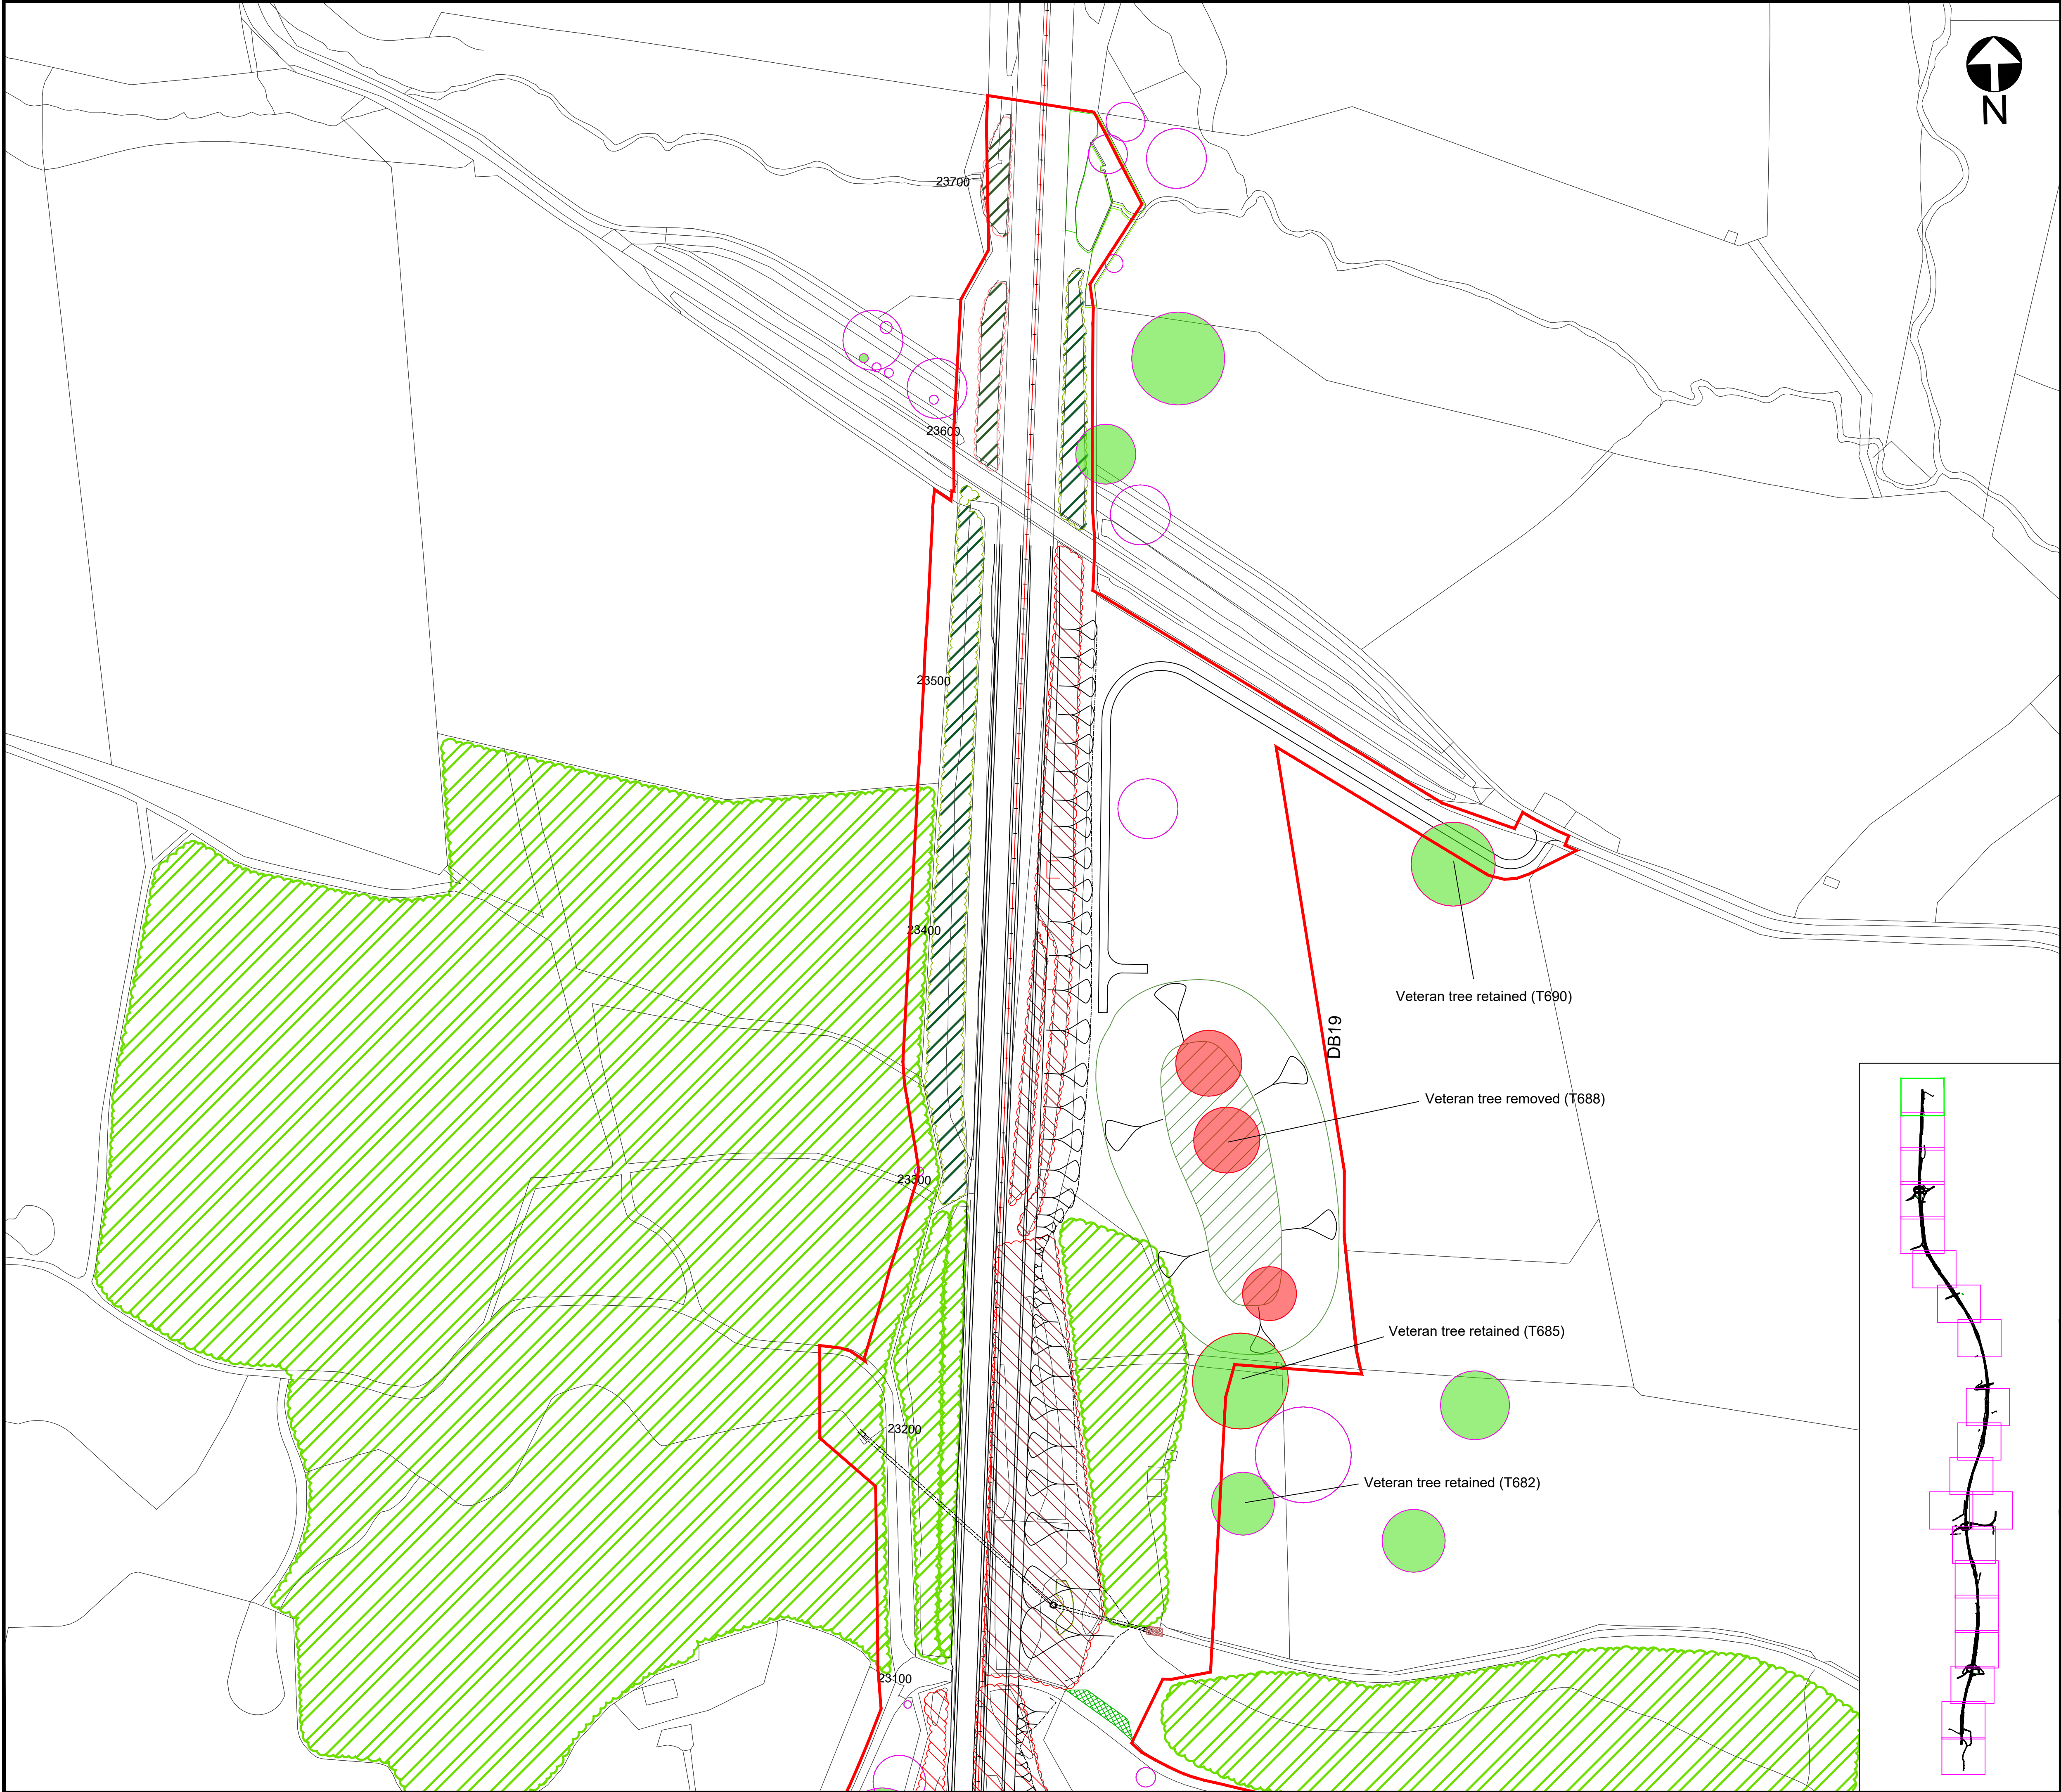 N
23700
23600
23500
23400
Veteran tree retained (T690)
DB19
Veteran tree removed (T688)
23300
Veteran tree retained (T685)
23200
Veteran tree retained (T682)
23100